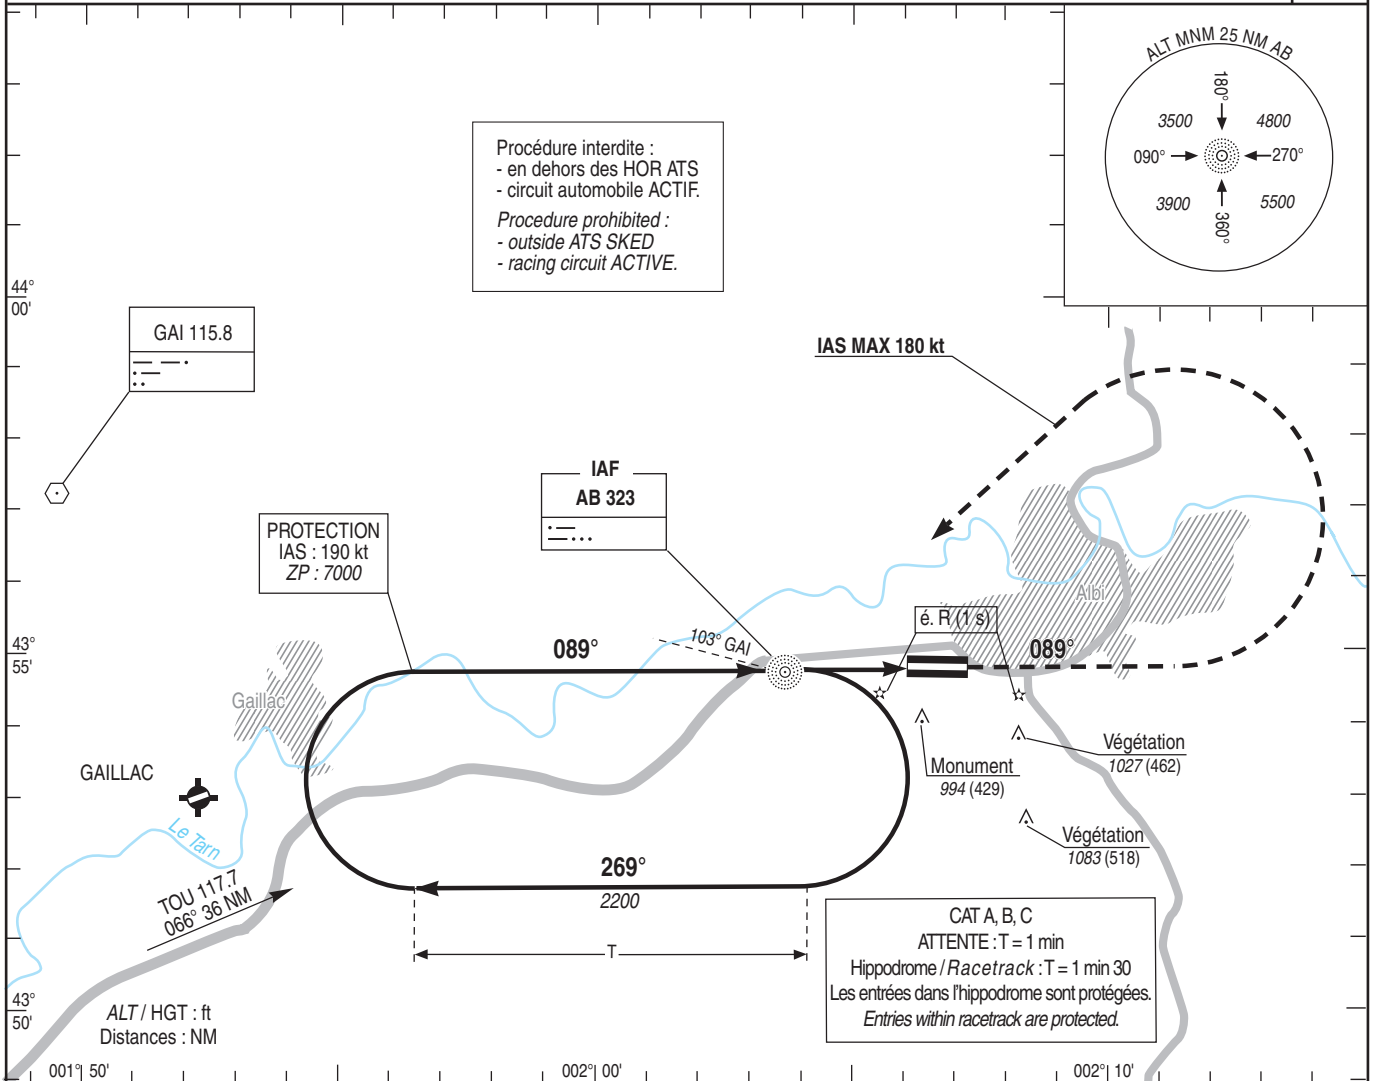 ALT MNM 25 NM AB
180°
3500
4800
090°
270°
3900
5500
360°
Procédure interdite :
- en dehors des HOR ATS
- circuit automobile ACTIF.
Procedure prohibited :
- outside ATS SKED
- racing circuit ACTIVE.
44°
00'
GAI 115.8
IAS MAX 180 kt
IAF
AB 323
PROTECTION
IAS : 190 kt
ZP : 7000
Albi
é. R (1 s)
103° GAI
089°
089°
43°
55'
Gaillac
GAILLAC
Végétation
1027 (462)
Monument
994 (429)
Le Tarn
Végétation
1083 (518)
269°
2200
TOU 117.7
066° 36 NM
T
CAT A, B, C
ATTENTE : T = 1 min
Hippodrome / Racetrack : T = 1 min 30
Les entrées dans l'hippodrome sont protégées.
Entries within racetrack are protected.
43°
50'
ALT / HGT : ft
Distances : NM
001° 50'
002° 00'
002° 10'